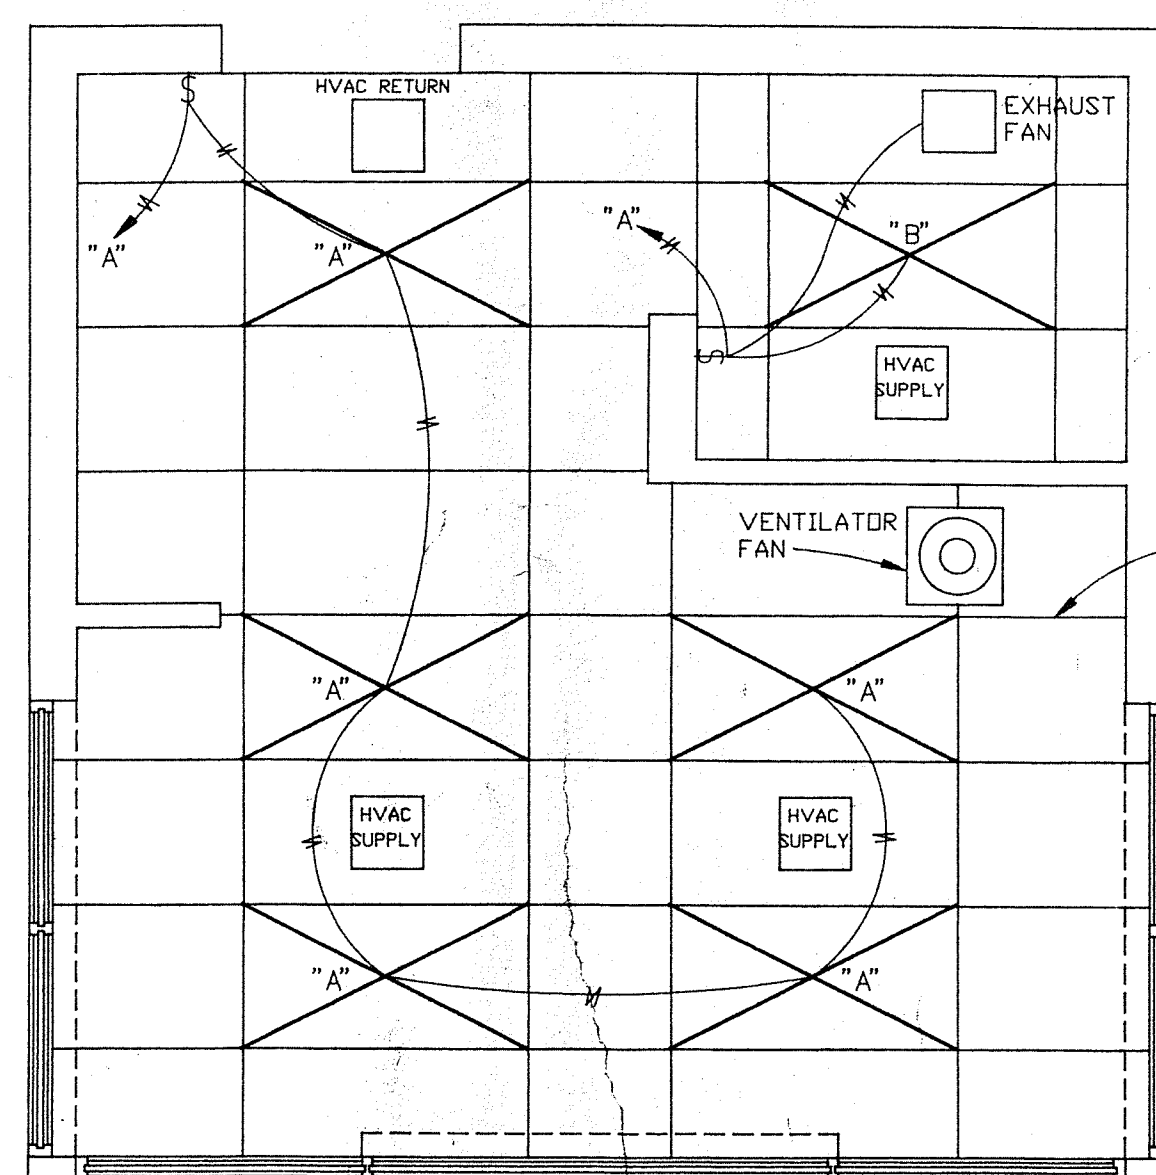 $
HVAC RETURN
EXHAUST
FAN
"A"
"A"
"A"
"B"
$
HVAC
SUPPLY
VENTILATOR
FAN
"A"
"A"
HVAC
SUPPLY
HVAC
SUPPLY
"A"
"A"